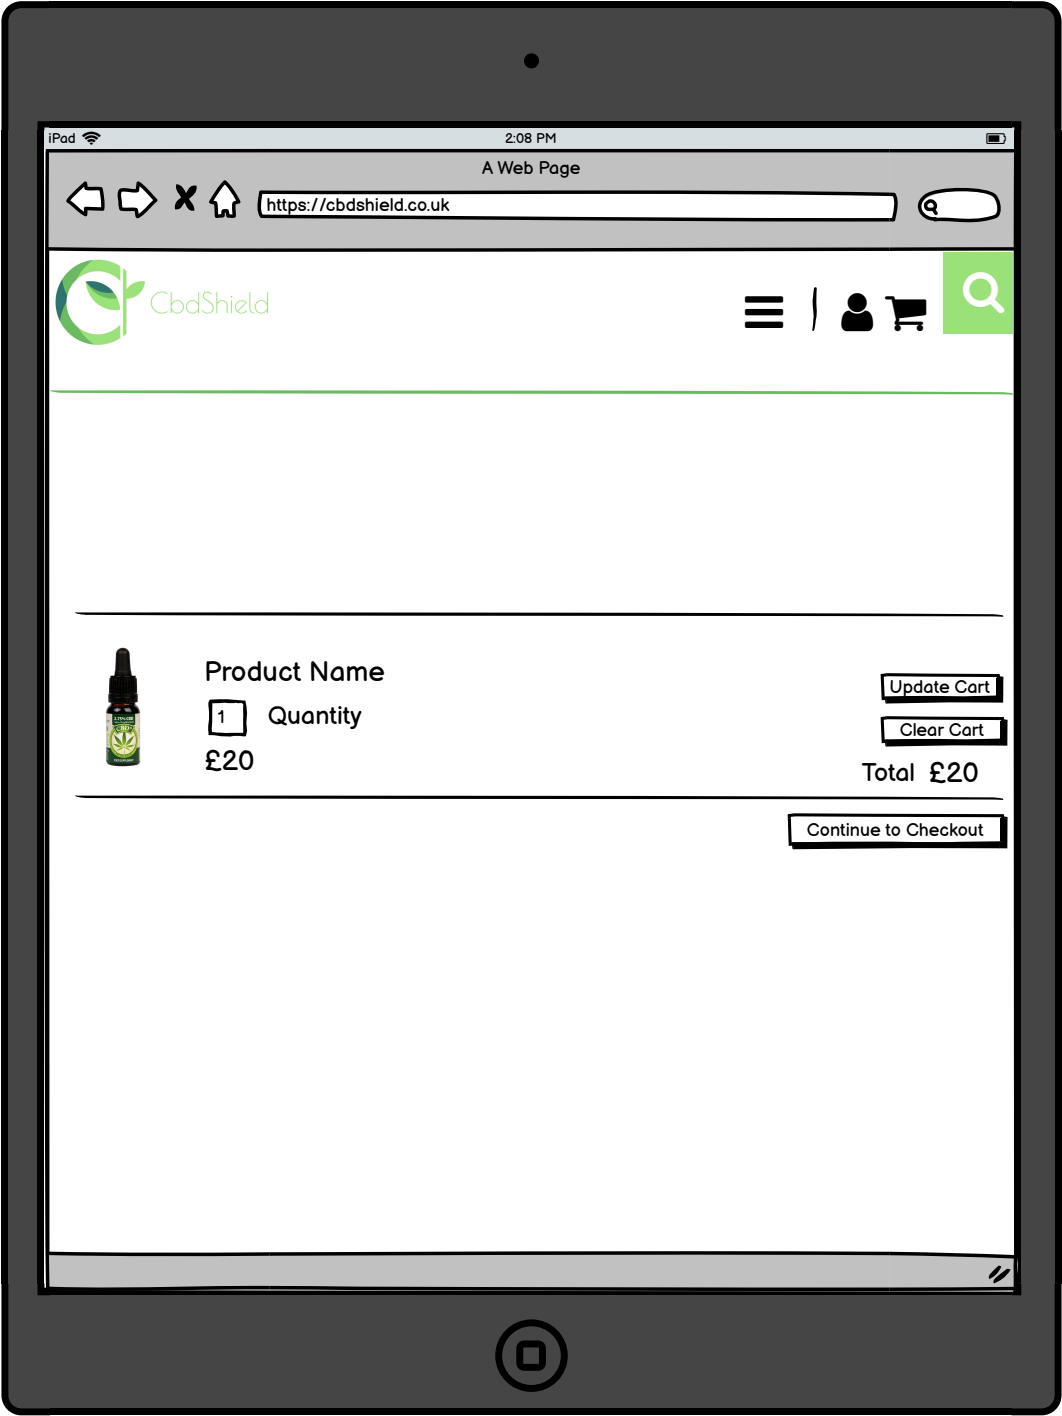 iPad
2:08 PM
A Web Page
https://cbdshield.co.uk
CbdShield
Product Name
1 Quantity
£20
Update Cart
Clear Cart
Total £20
Continue to Checkout